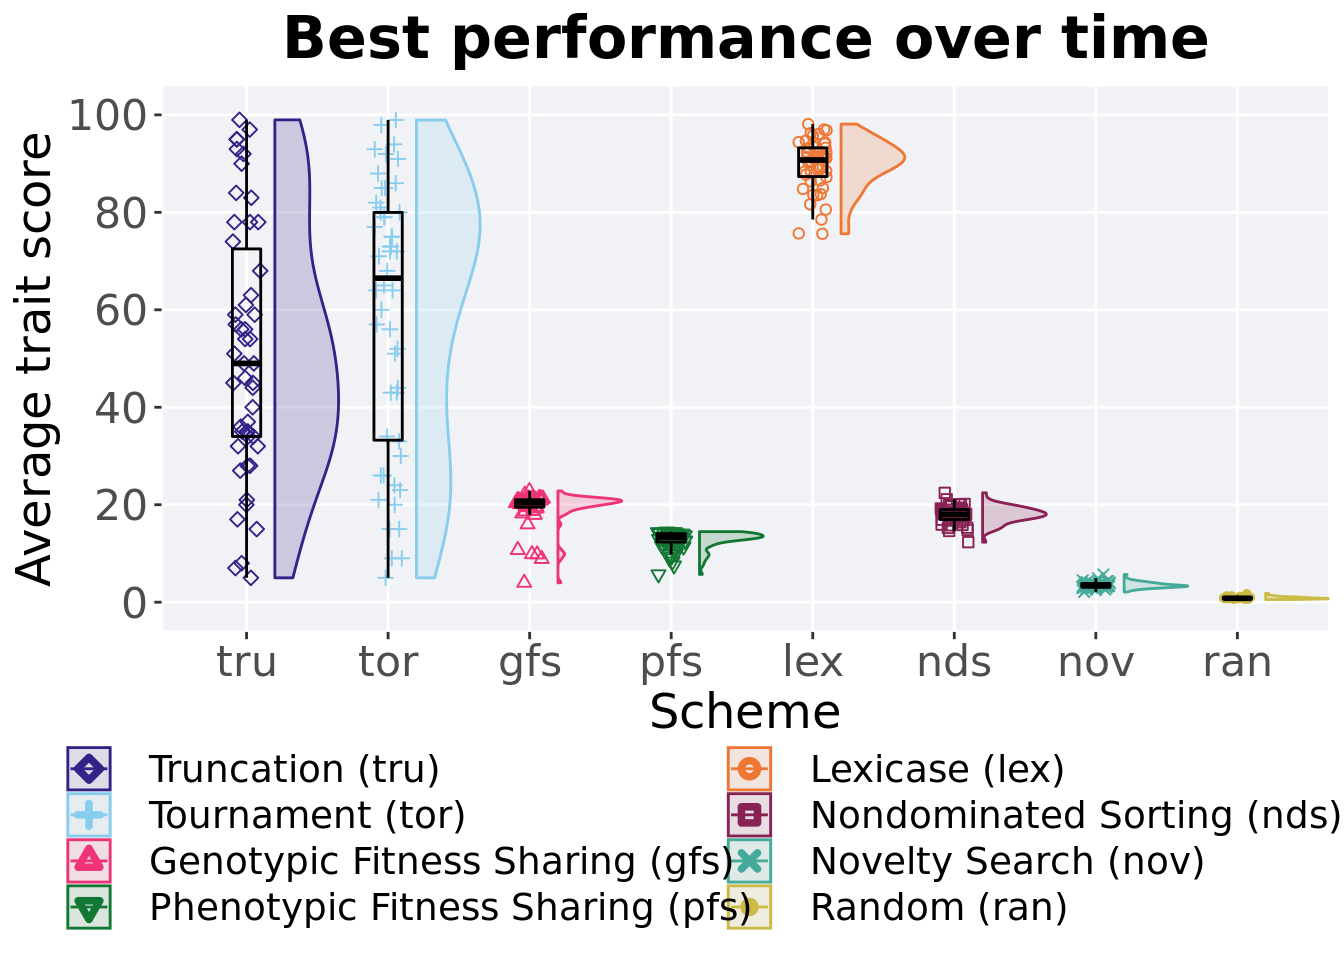 Best performance over time
Average trait score
100
80
60
40
20
0
tru tor gfs pfs lex nds nov ran
Scheme
Truncation (tru)
Tournament (tor)
Genotypic Fitness Sharing (gfs)
Phenotypic Fitness Sharing (pfs)
Lexicase (lex)
Nondominated Sorting (nds)
Novelty Search (nov)
Random (ran)